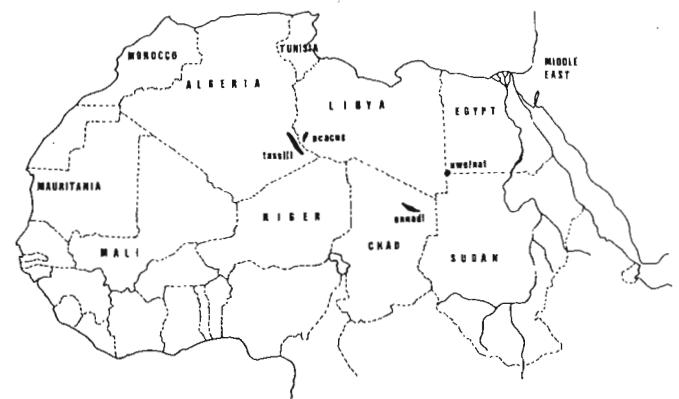 MIDDLE
EAST
TUNISIA
MOROCCO
ALGERIA
LIBYA
EGYPT
acacus
tassili
uweinat
MAURITANIA
NIGER
ennedi
CHAD
MALI
SUDAN